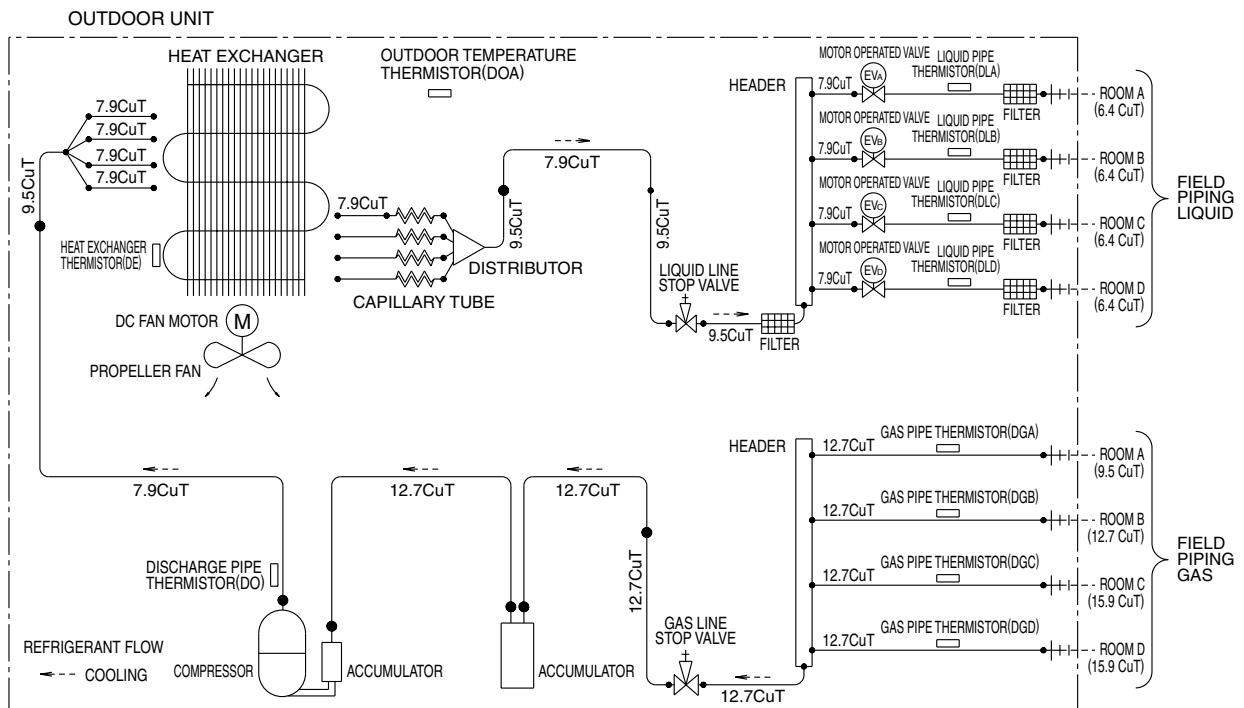 OUTDOOR UNIT
HEAT EXCHANGER
OUTDOOR TEMPERATURE
THERMISTOR(DOA)
7.9CuT
7.9CuT
7.9CuT
7.9CuT
9.5CuT
HEAT EXCHANGER
THERMISTOR(DE)
DC FAN MOTOR
M
PROPELLER FAN
7.9CuT
CAPILLARY TUBE
DISTRIBUTOR
9.5CuT
7.9CuT
9.5CuT
LIQUID LINE
STOP VALVE
9.5CuT
FILTER
HEADER
MOTOR OPERATED VALVE
7.9CuT
EVA
LIQUID PIPE
THERMISTOR(DLA)
FILTER
ROOM A
(6.4 CuT)
MOTOR OPERATED VALVE
7.9CuT
EVB
LIQUID PIPE
THERMISTOR(DLB)
FILTER
ROOM B
(6.4 CuT)
MOTOR OPERATED VALVE
7.9CuT
EVC
LIQUID PIPE
THERMISTOR(DLC)
FILTER
ROOM C
(6.4 CuT)
MOTOR OPERATED VALVE
7.9CuT
EVD
LIQUID PIPE
THERMISTOR(DLD)
FILTER
ROOM D
(6.4 CuT)
FIELD
PIPING
LIQUID
7.9CuT
12.7CuT
12.7CuT
DISCHARGE PIPE
THERMISTOR(DO)
COMPRESSOR
ACCUMULATOR
ACCUMULATOR
12.7CuT
GAS LINE
STOP VALVE
12.7CuT
HEADER
12.7CuT
GAS PIPE THERMISTOR(DGA)
ROOM A
(9.5 CuT)
12.7CuT
GAS PIPE THERMISTOR(DGB)
ROOM B
(12.7 CuT)
12.7CuT
GAS PIPE THERMISTOR(DGC)
ROOM C
(15.9 CuT)
12.7CuT
GAS PIPE THERMISTOR(DGD)
ROOM D
(15.9 CuT)
FIELD
PIPING
GAS
REFRIGERANT FLOW
COOLING